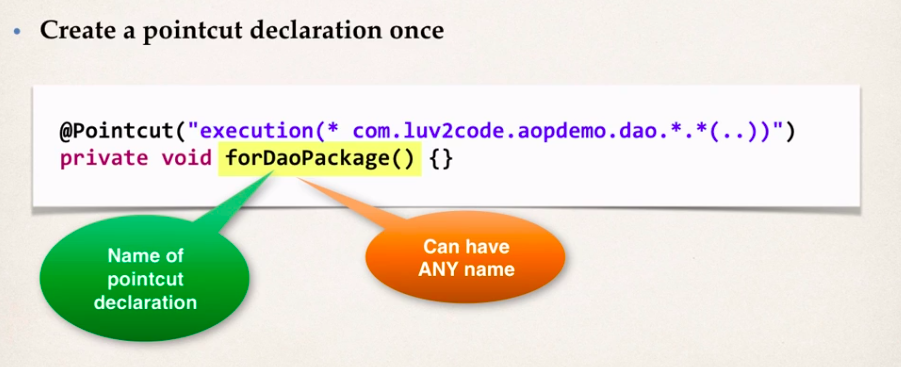 • Create a pointcut declaration once
@Pointcut("execution(* com.luv2code.aopdemo.dao.*.*(..))")
private void forDaoPackage() {}
Name of
pointcut
declaration
Can have
ANY name